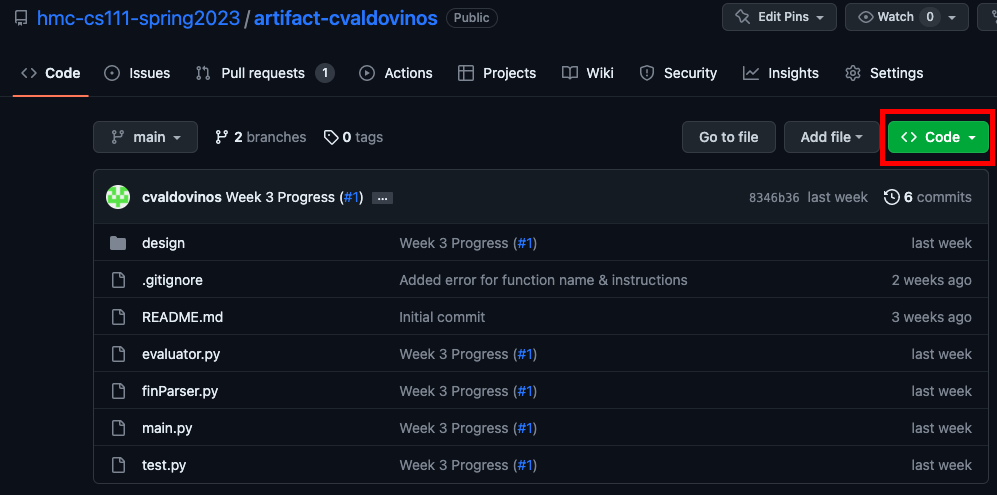 hmc-cs111-spring2023 / artifact-cvaldovinos Public Edit Pins Watch 0
Code Issues Pull requests 1 Actions Projects Wiki Security Insights Settings
main 2 branches 0 tags Go to file Add file Code
cvaldovinos Week 3 Progress (#1) ... 8346b36 last week 6 commits
design Week 3 Progress (#1) last week
.gitignore Added error for function name & instructions 2 weeks ago
README.md Initial commit 3 weeks ago
evaluator.py Week 3 Progress (#1) last week
finParser.py Week 3 Progress (#1) last week
main.py Week 3 Progress (#1) last week
test.py Week 3 Progress (#1) last week